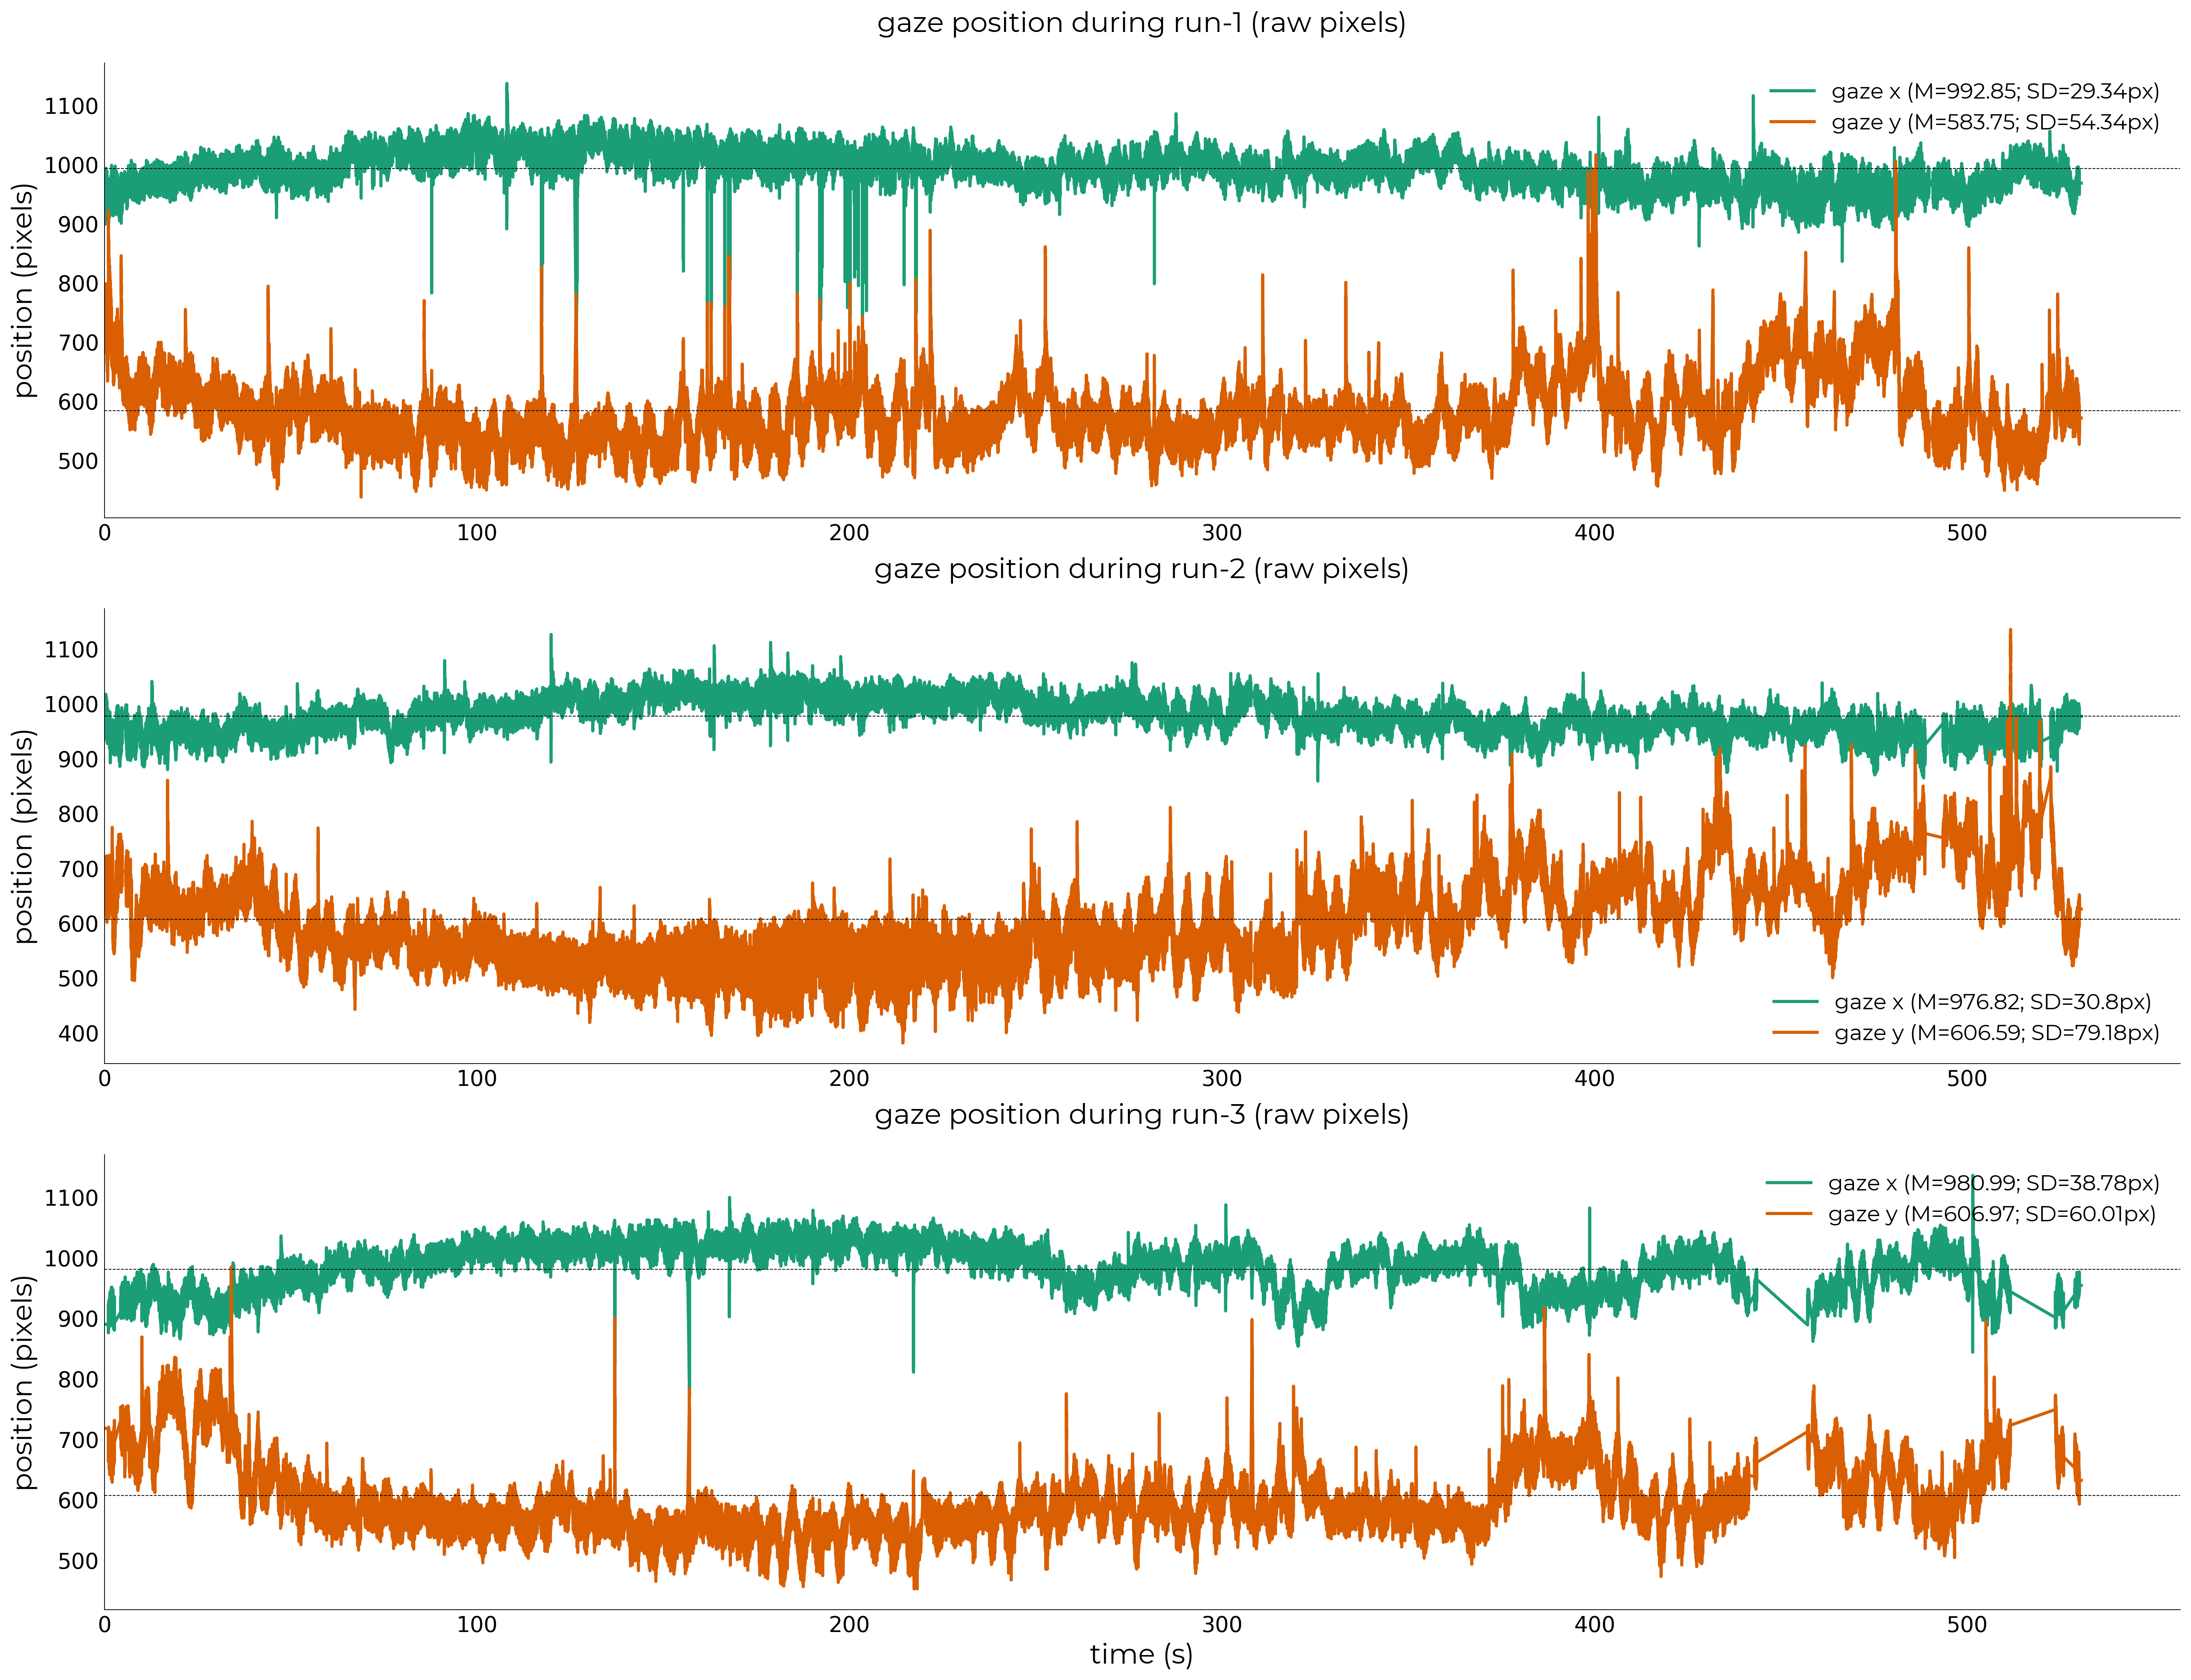 gaze position during run-1 (raw pixels)
gaze x (M=992.85; SD=29.34px)
gaze y (M=583.75; SD=54.34px)
position (pixels)
1100
1000
900
800
700
600
500
0 100 200 300 400 500
gaze position during run-2 (raw pixels)
position (pixels)
1100
1000
900
800
700
600
500
400
gaze x (M=976.82; SD=30.8px)
gaze y (M=606.59; SD=79.18px)
0 100 200 300 400 500
gaze position during run-3 (raw pixels)
gaze x (M=980.99; SD=38.78px)
gaze y (M=606.97; SD=60.01px)
position (pixels)
1100
1000
900
800
700
600
500
0 100 200 300 400 500
time (s)